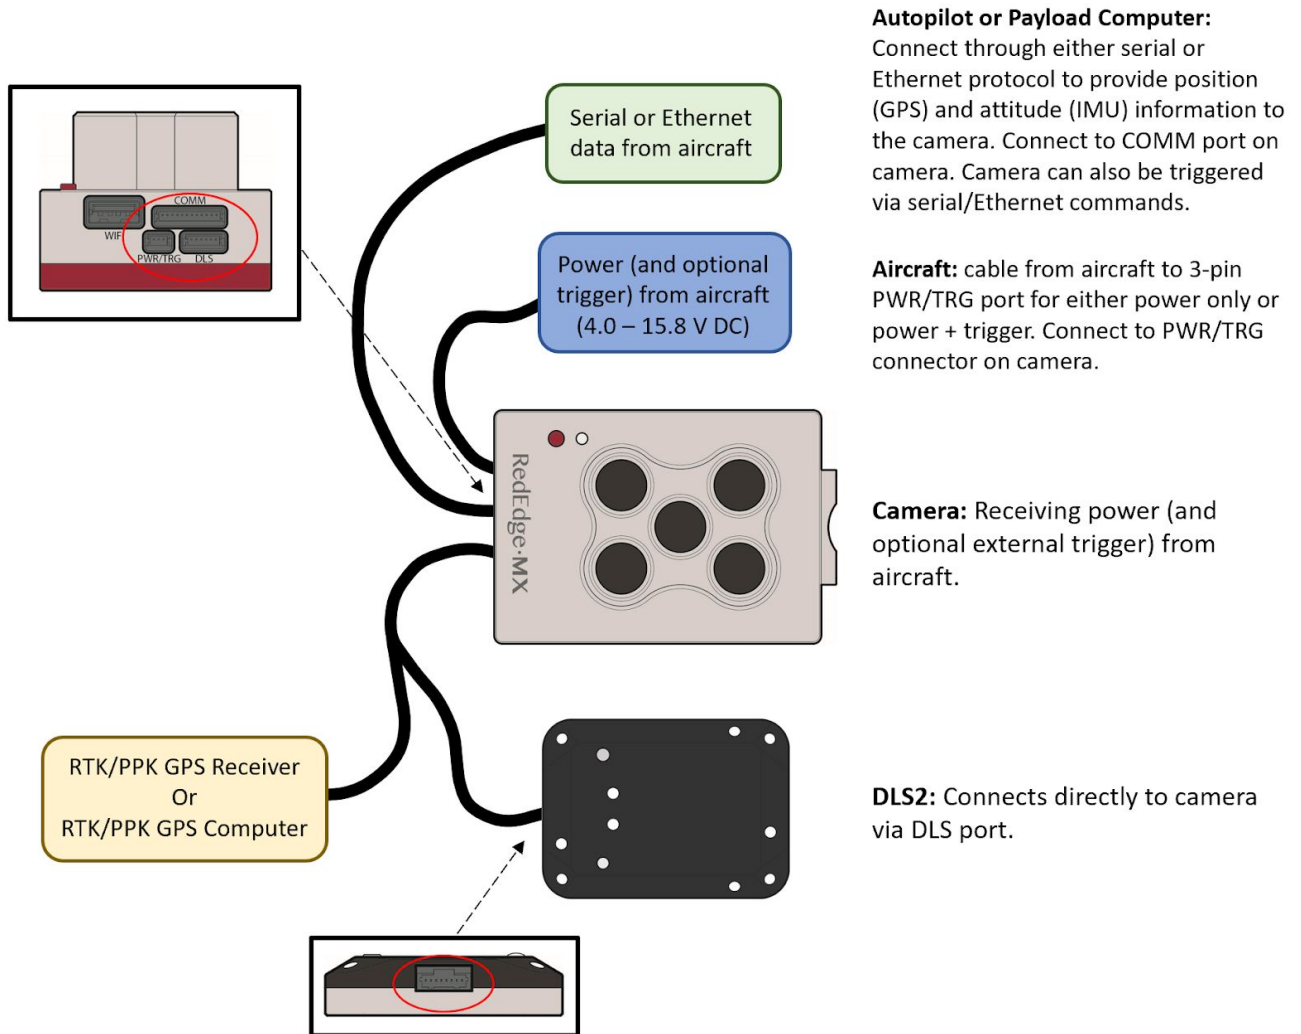 Autopilot or Payload Computer:
Connect through either serial or
Ethernet protocol to provide position
(GPS) and attitude (IMU) information to
the camera. Connect to COMM port on
camera. Camera can also be triggered
via serial/Ethernet commands.
Serial or Ethernet
data from aircraft
COMM
WIF
PWR/TRG DLS
Power (and optional
trigger) from aircraft
(4.0 – 15.8 V DC)
Aircraft: cable from aircraft to 3-pin
PWR/TRG port for either power only or
power + trigger. Connect to PWR/TRG
connector on camera.
RedEdge·MX
Camera: Receiving power (and
optional external trigger) from
aircraft.
RTK/PPK GPS Receiver
Or
RTK/PPK GPS Computer
DLS2: Connects directly to camera
via DLS port.